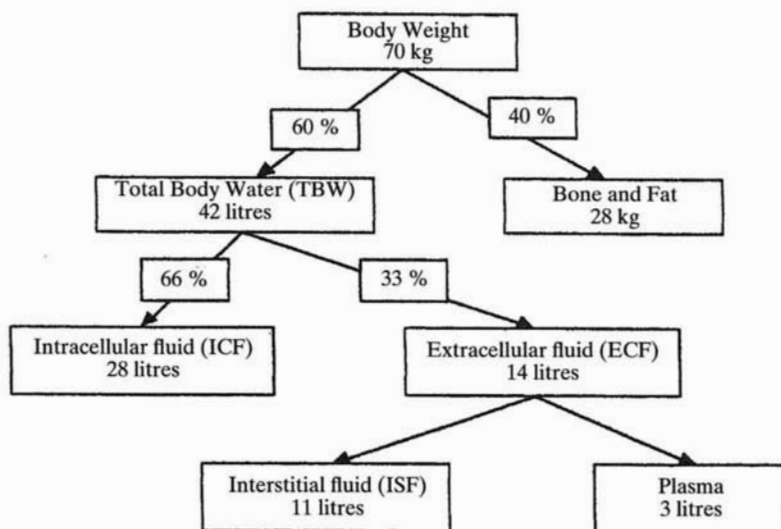 Body Weight
70 kg
60 %
40 %
Total Body Water (TBW)
42 litres
Bone and Fat
28 kg
66 %
33 %
Intracellular fluid (ICF)
28 litres
Extracellular fluid (ECF)
14 litres
Interstitial fluid (ISF)
11 litres
Plasma
3 litres